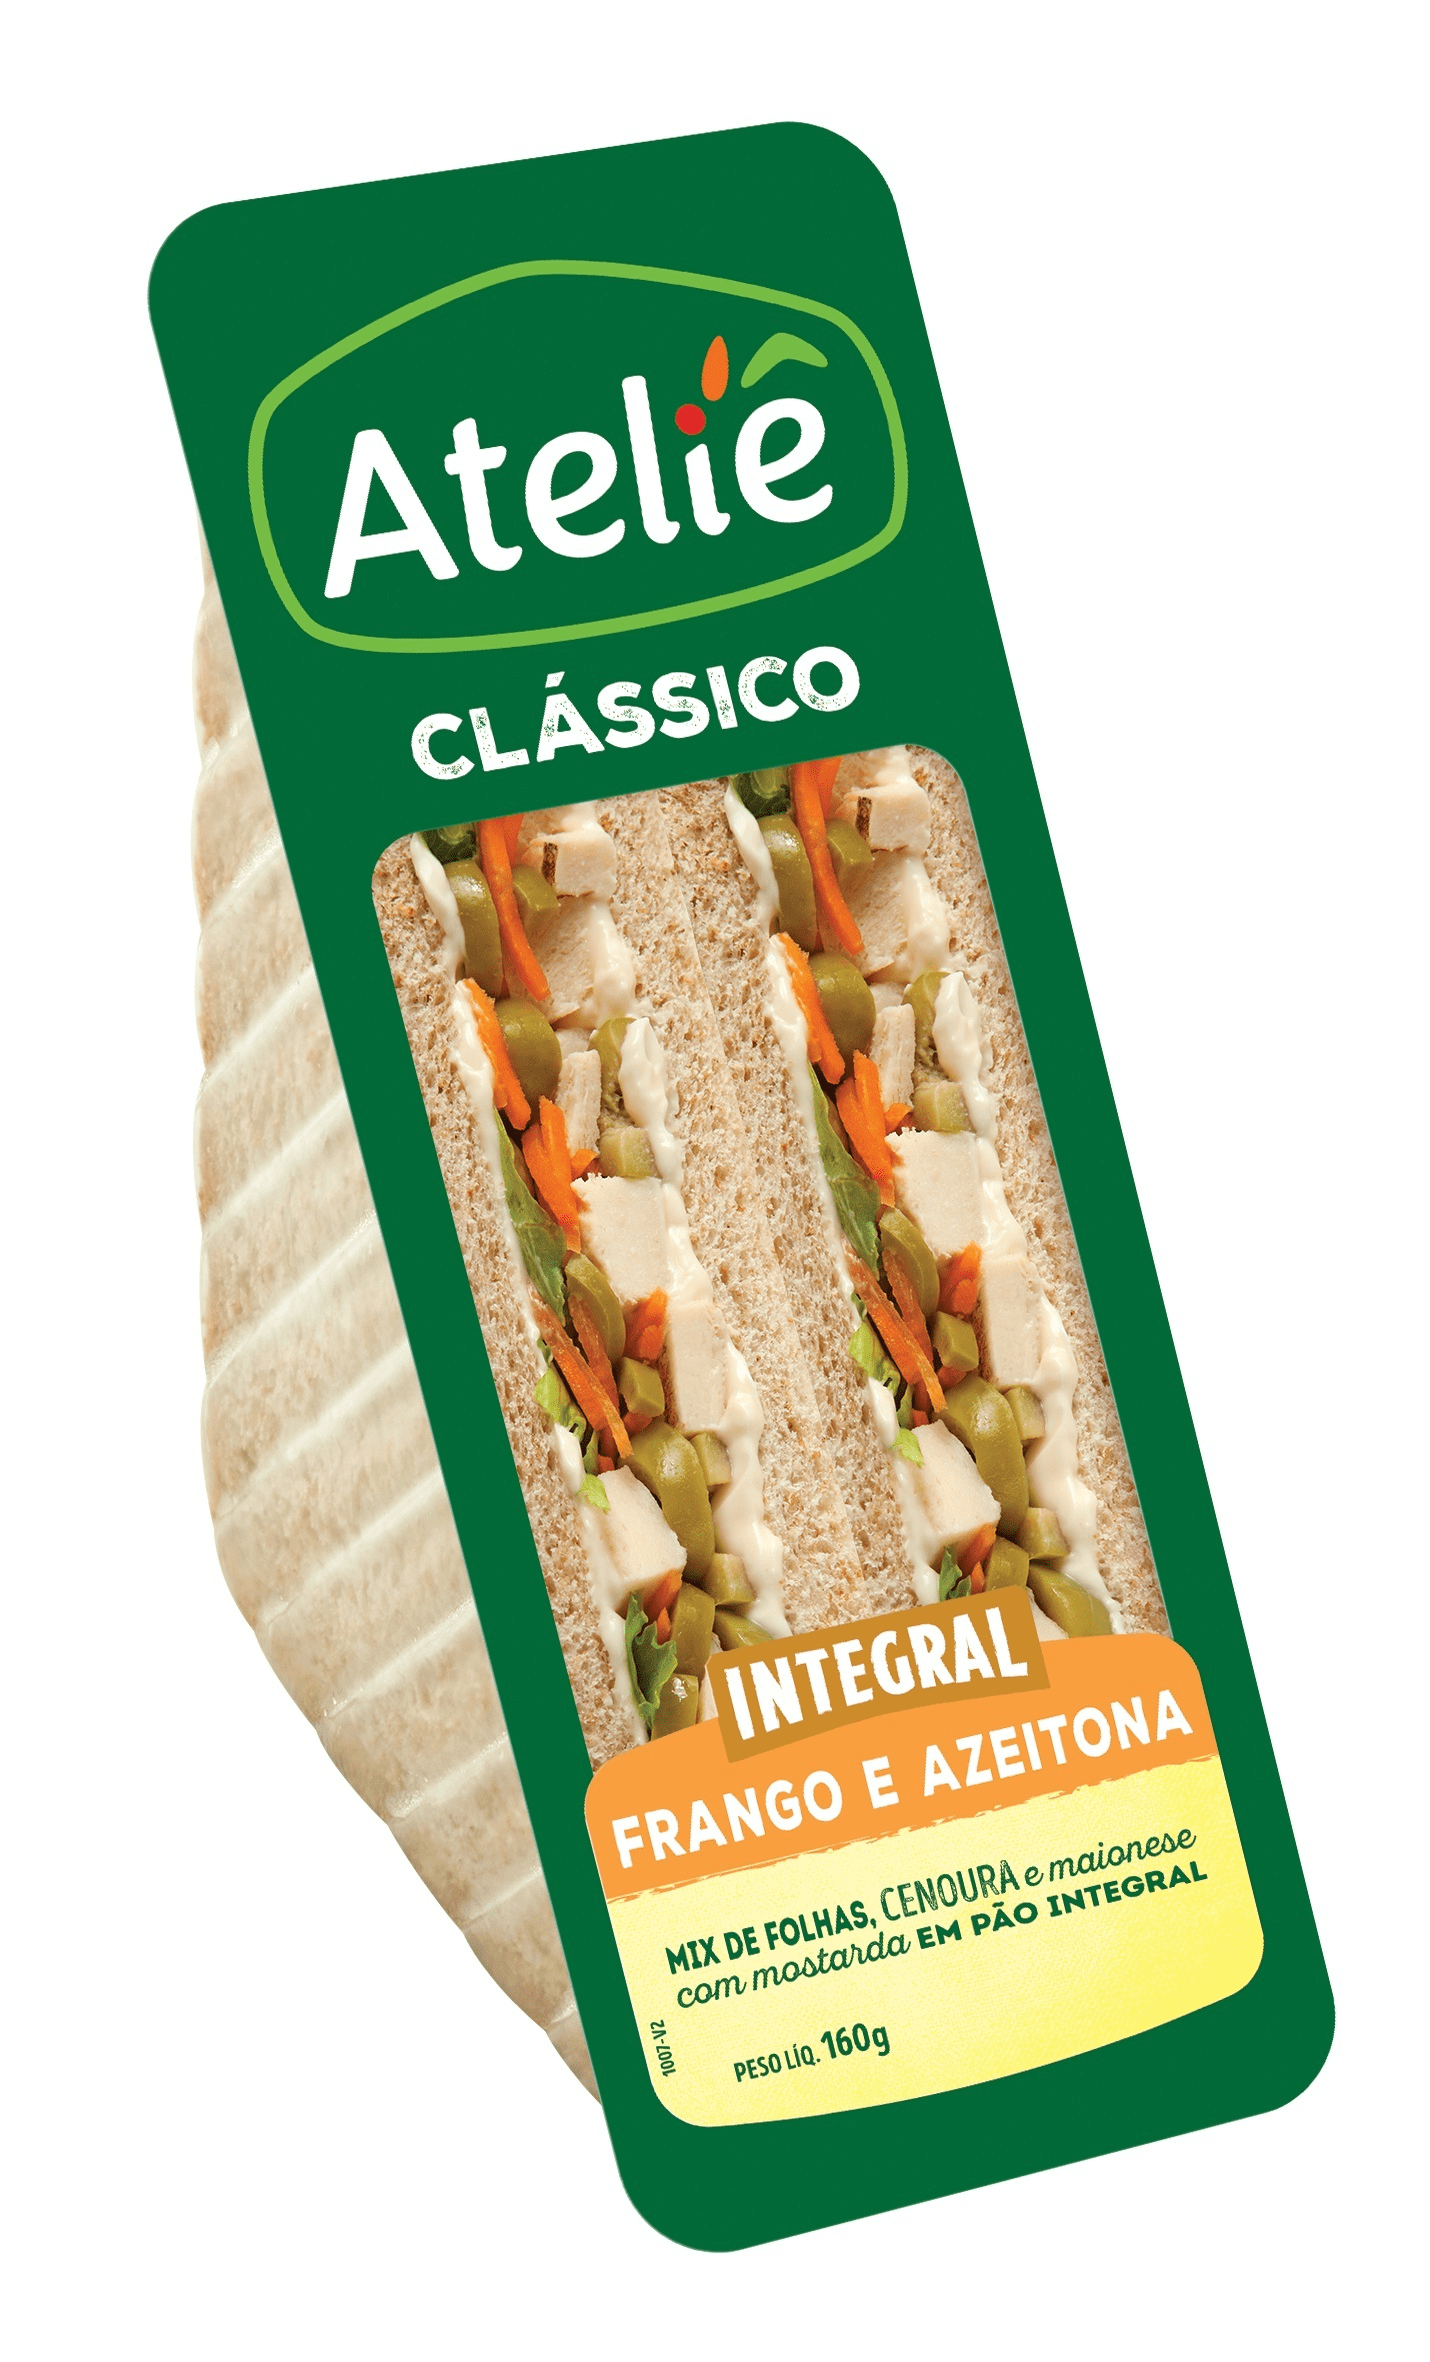 Ateliê
CLÁSSICO
INTEGRAL
FRANGO E AZEITONA
MIX DE FOLHAS, CENOURA e maionese
com mostarda EM PÃO INTEGRAL
PESO LÍQ. 160g
1007-V2